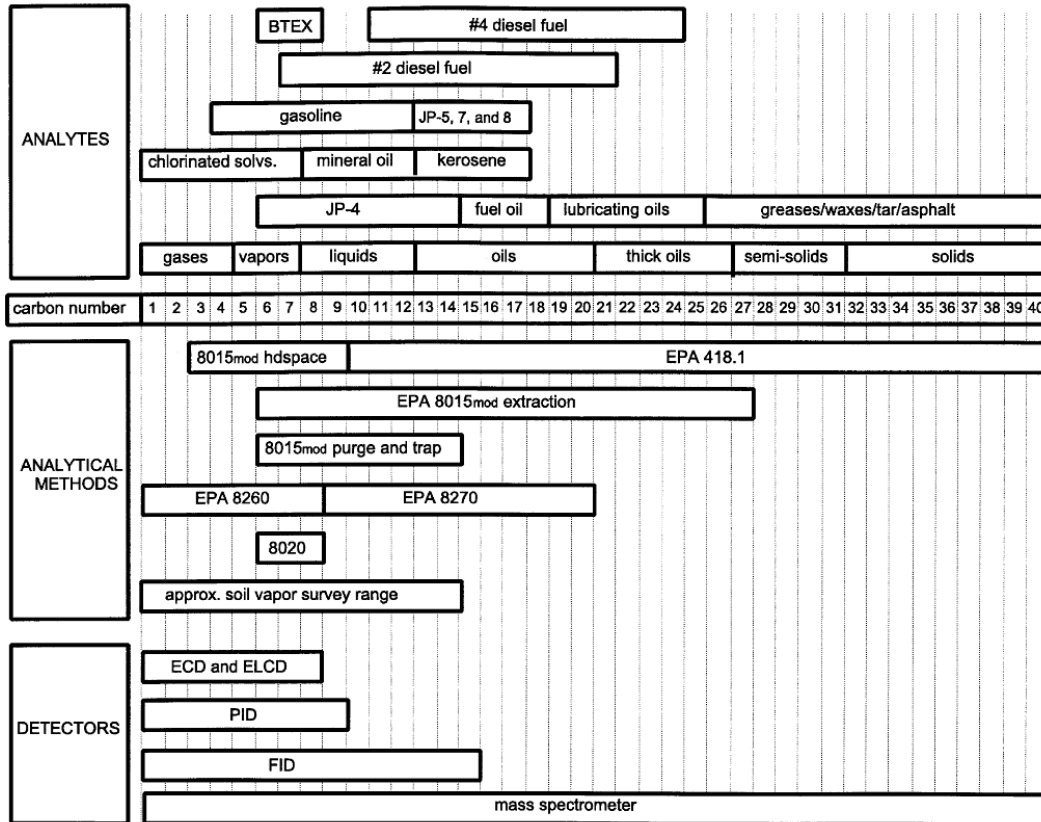 BTEX
#4 diesel fuel
#2 diesel fuel
gasoline
JP-5, 7, and 8
ANALYTES
chlorinated solvs.
mineral oil
kerosene
JP-4
fuel oil
lubricating oils
greases/waxes/tar/asphalt
gases
vapors
liquids
oils
thick oils
semi-solids
solids
carbon number
1 2 3 4 5 6 7 8 9 10 11 12 13 14 15 16 17 18 19 20 21 22 23 24 25 26 27 28 29 30 31 32 33 34 35 36 37 38 39 40
8015mod hdspace
EPA 418.1
EPA 8015mod extraction
8015mod purge and trap
ANALYTICAL
METHODS
EPA 8260
EPA 8270
8020
approx. soil vapor survey range
ECD and ELCD
PID
DETECTORS
FID
mass spectrometer